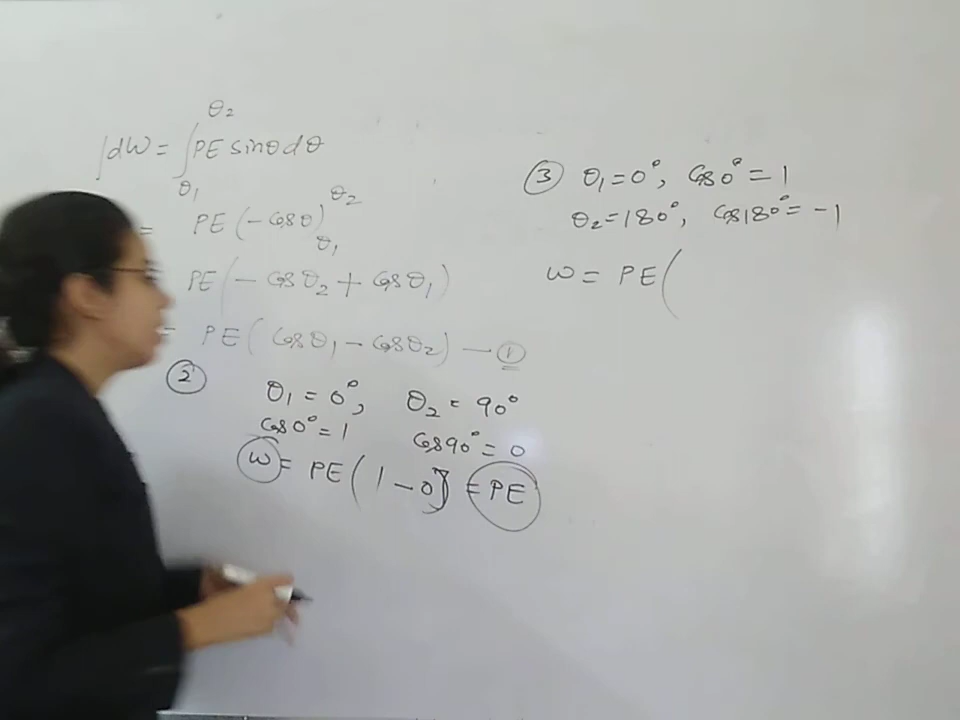 ∫dW = ∫_{θ1}^{θ2} PE sinθ dθ
= PE(-cosθ)_{θ1}^{θ2}
PE(-cosθ2 + cosθ1)
= PE(cosθ1 - cosθ2) — ①
② θ1 = 0°, θ2 = 90°
cos0° = 1 cos90° = 0
W = PE(1 - 0) = PE
③ θ1 = 0°, cos0° = 1
θ2 = 180°, cos180° = -1
W = PE(